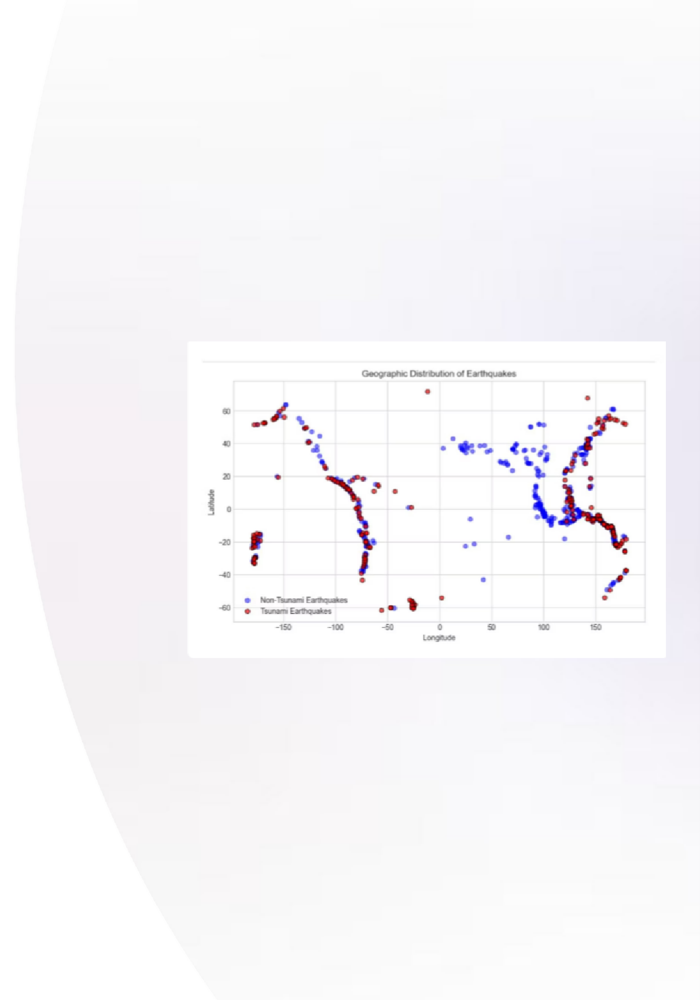 Geographic Distribution of Earthquakes
60
40
20
0
−20
−40
−60
Latitude
Non-Tsunami Earthquakes
Tsunami Earthquakes
−150 −100 −50 0 50 100 150
Longitude